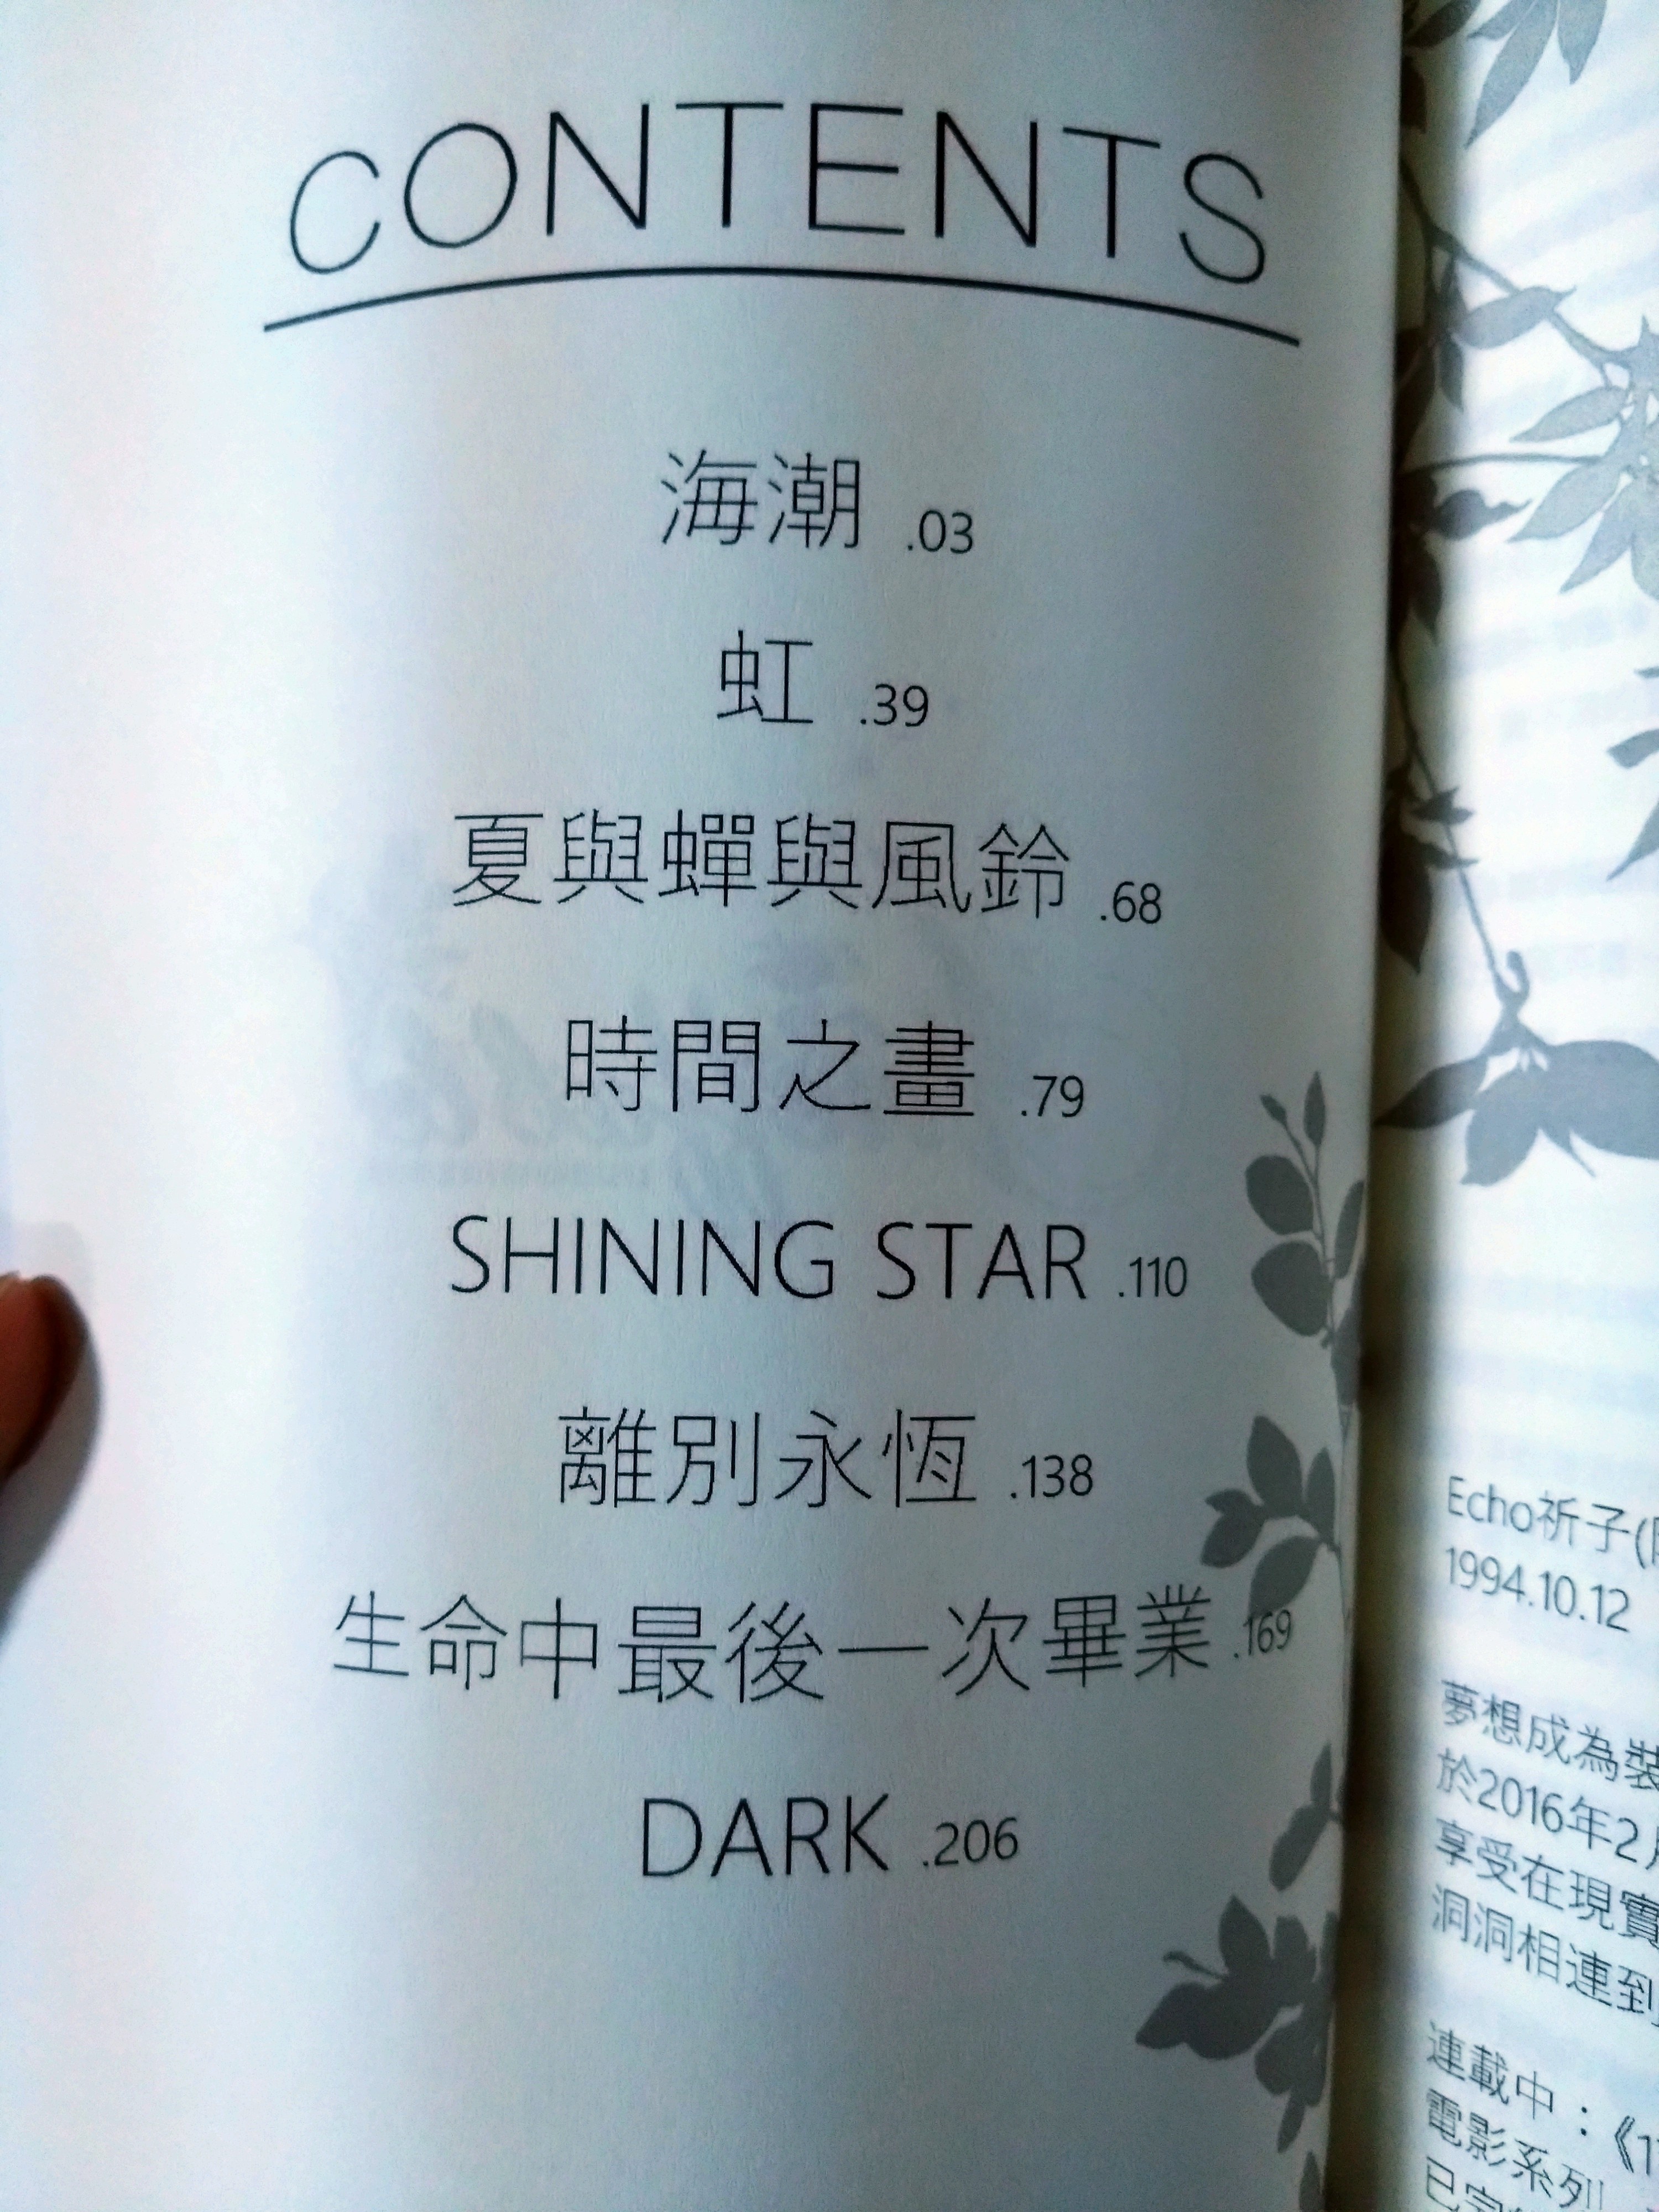 CONTENTS
海潮 .03
虹 .39
夏與蟬與風鈴 .68
時間之畫 .79
SHINING STAR .110
離別永恆 .138
生命中最後一次畢業 .169
DARK .206
Echo祈子(
1994.10.12
夢想成為裝
於2016年2月
享受在現實
洞洞相連到
連載中：《1
電影系列
已完